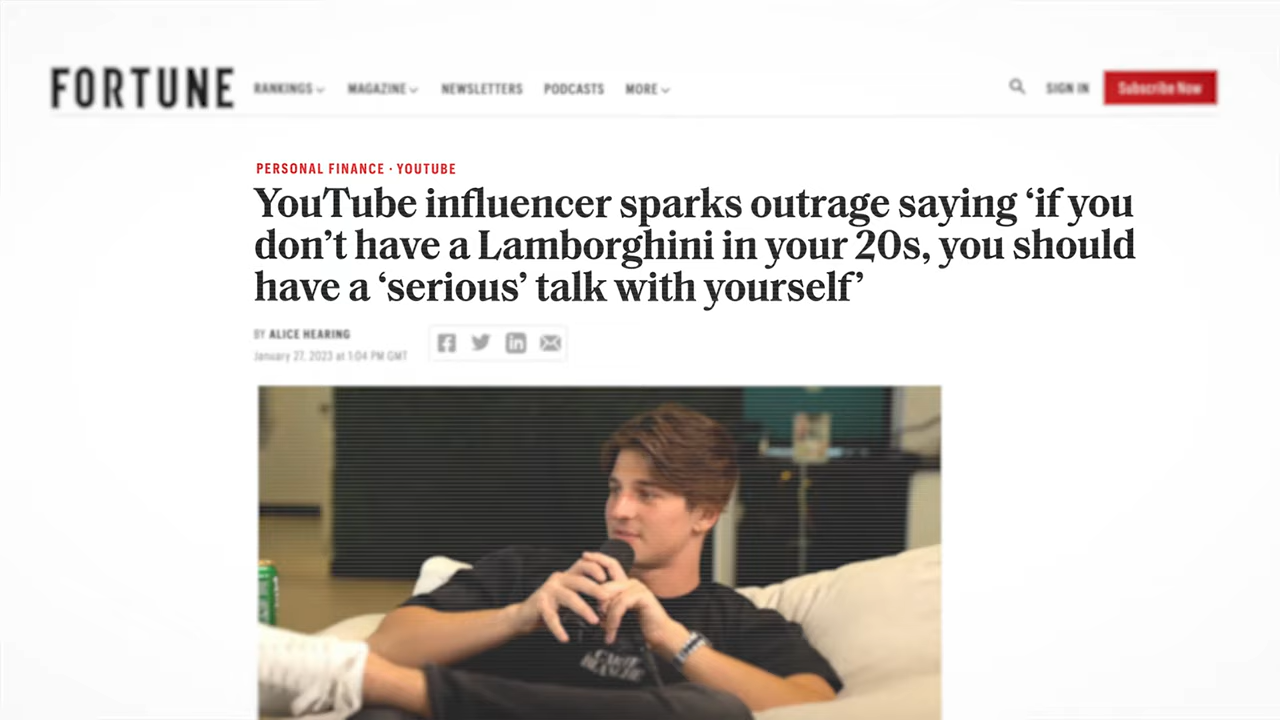 FORTUNE RANKINGS MAGAZINE NEWSLETTERS PODCASTS MORE SIGN IN Subscribe Now
PERSONAL FINANCE · YOUTUBE
YouTube influencer sparks outrage saying ‘if you
don’t have a Lamborghini in your 20s, you should
have a ‘serious’ talk with yourself’
BY ALICE HEARING
January 27, 2023 at 1:04 PM GMT